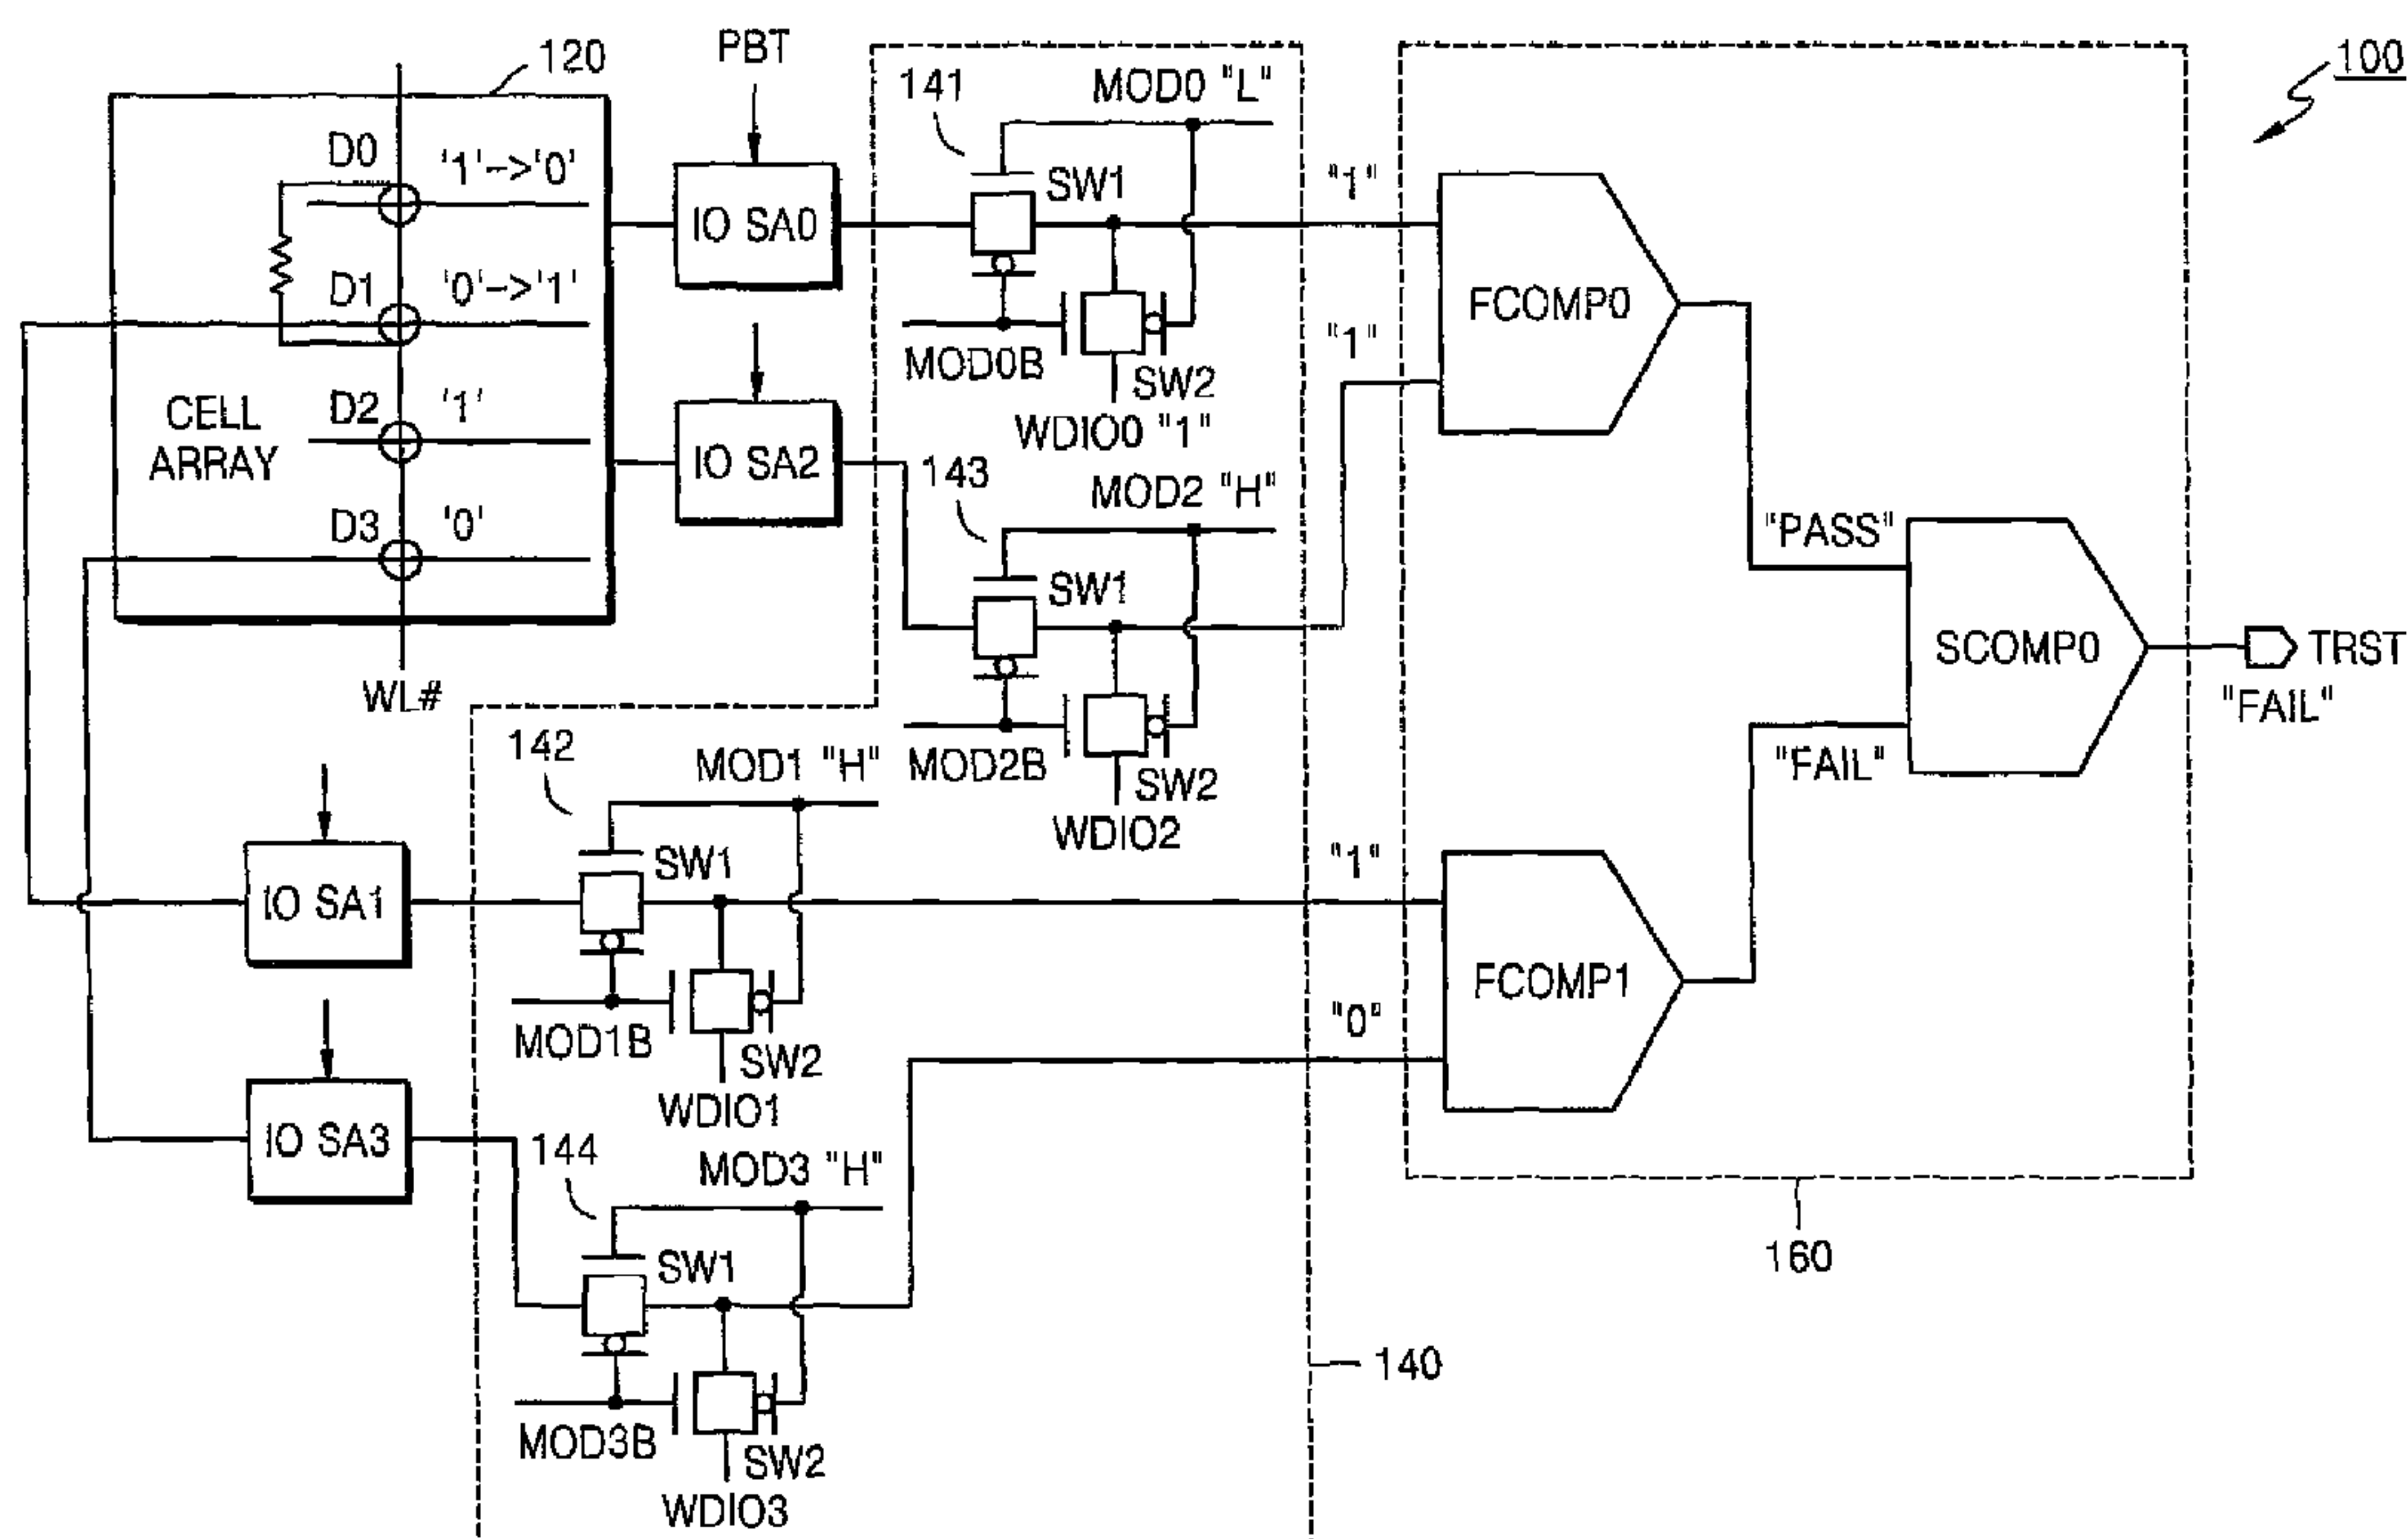 100
120
PBT
141
MOD0 "L"
D0
'1'->'0'
SW1
"1"
IO SA0
FCOMP0
D1
'0'->'1'
MOD0B
SW2
WDIO0 "1"
"1"
CELL
ARRAY
D2
'1'
IO SA2
143
MOD2 "H"
D3
'0'
"PASS"
SW1
SCOMP0
TRST
"FAIL"
WL#
MOD2B
SW2
WDIO2
"FAIL"
142
MOD1 "H"
SW1
"1"
IO SA1
FCOMP1
MOD1B
SW2
WDIO1
"0"
IO SA3
144
MOD3 "H"
SW1
160
140
MOD3B
SW2
WDIO3